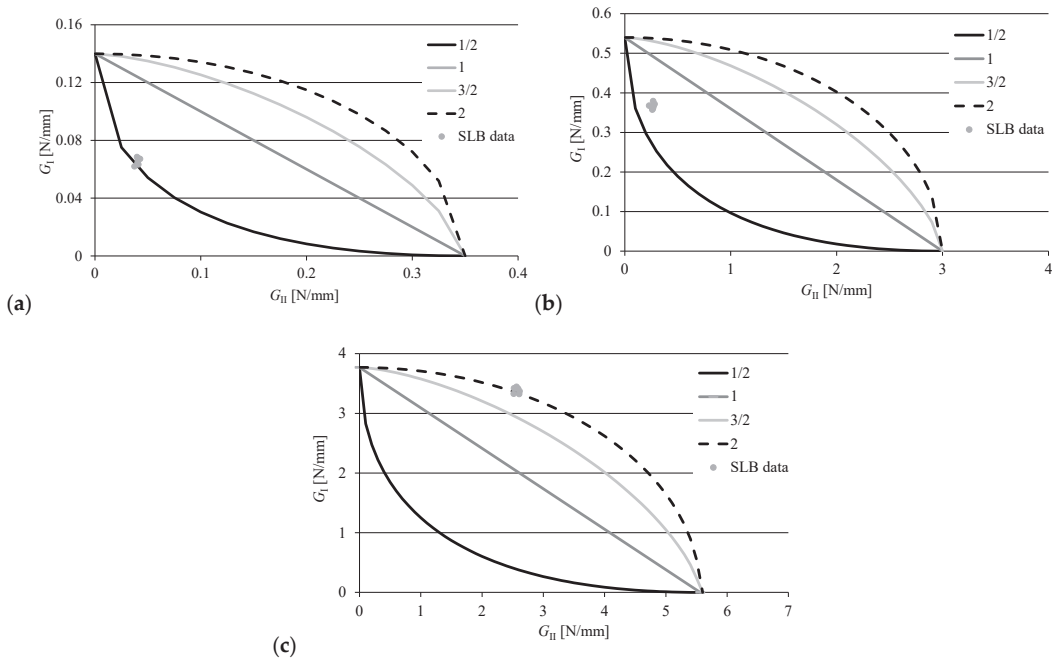 0.16
0.12
0.08
0.04
0
G_I [N/mm]
0 0.1 0.2 0.3 0.4
G_II [N/mm]
1/2
1
3/2
2
SLB data
(a)
0.6
0.5
0.4
0.3
0.2
0.1
0
G_I [N/mm]
0 1 2 3 4
G_II [N/mm]
1/2
1
3/2
2
SLB data
(b)
4
3
2
1
0
G_I [N/mm]
0 1 2 3 4 5 6 7
G_II [N/mm]
1/2
1
3/2
2
SLB data
(c)